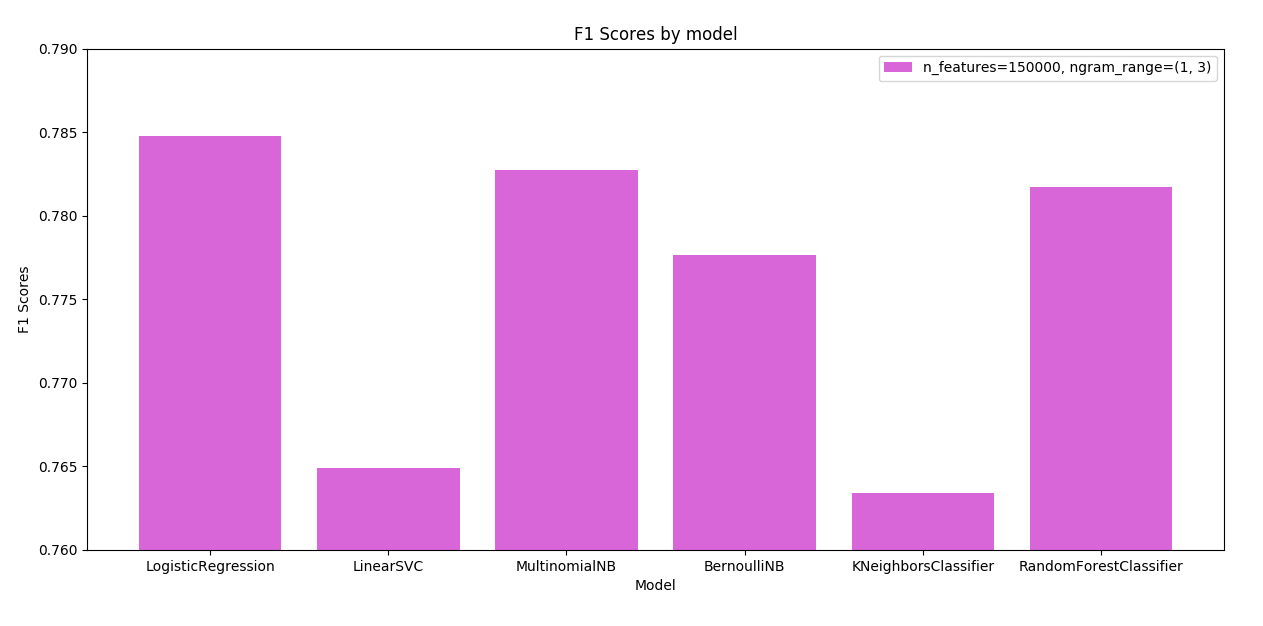 F1 Scores by model
n_features=150000, ngram_range=(1, 3)
F1 Scores
0.790
0.785
0.780
0.775
0.770
0.765
0.760
LogisticRegression LinearSVC MultinomialNB BernoulliNB KNeighborsClassifier RandomForestClassifier
Model